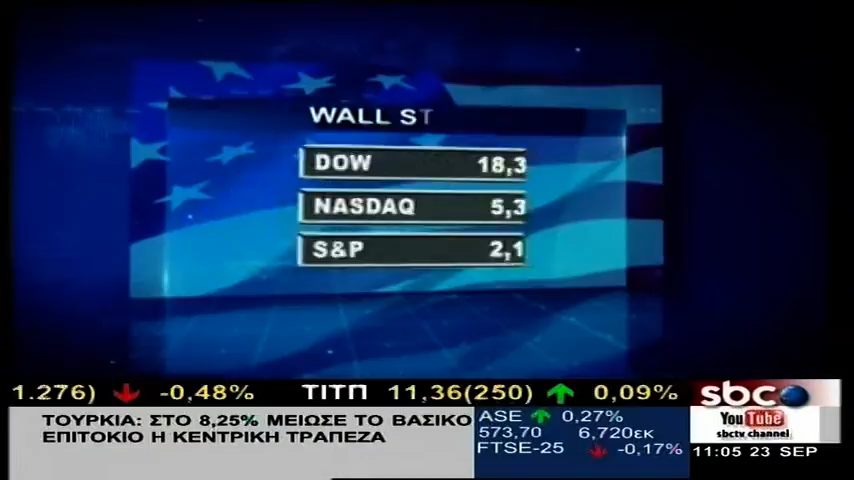 WALL ST
DOW 18,3
NASDAQ 5,3
S&P 2,1
1.276) -0,48% ΤΙΤΠ 11,36(250) 0,09%
ΤΟΥΡΚΙΑ: ΣΤΟ 8,25% ΜΕΙΩΣΕ ΤΟ ΒΑΣΙΚΟ
ΕΠΙΤΟΚΙΟ Η ΚΕΝΤΡΙΚΗ ΤΡΑΠΕΖΑ
ASE 0,27%
573,70 6,720εκ
FTSE-25 -0,17%
sbc
YouTube
sbctv channel
11:05 23 SEP